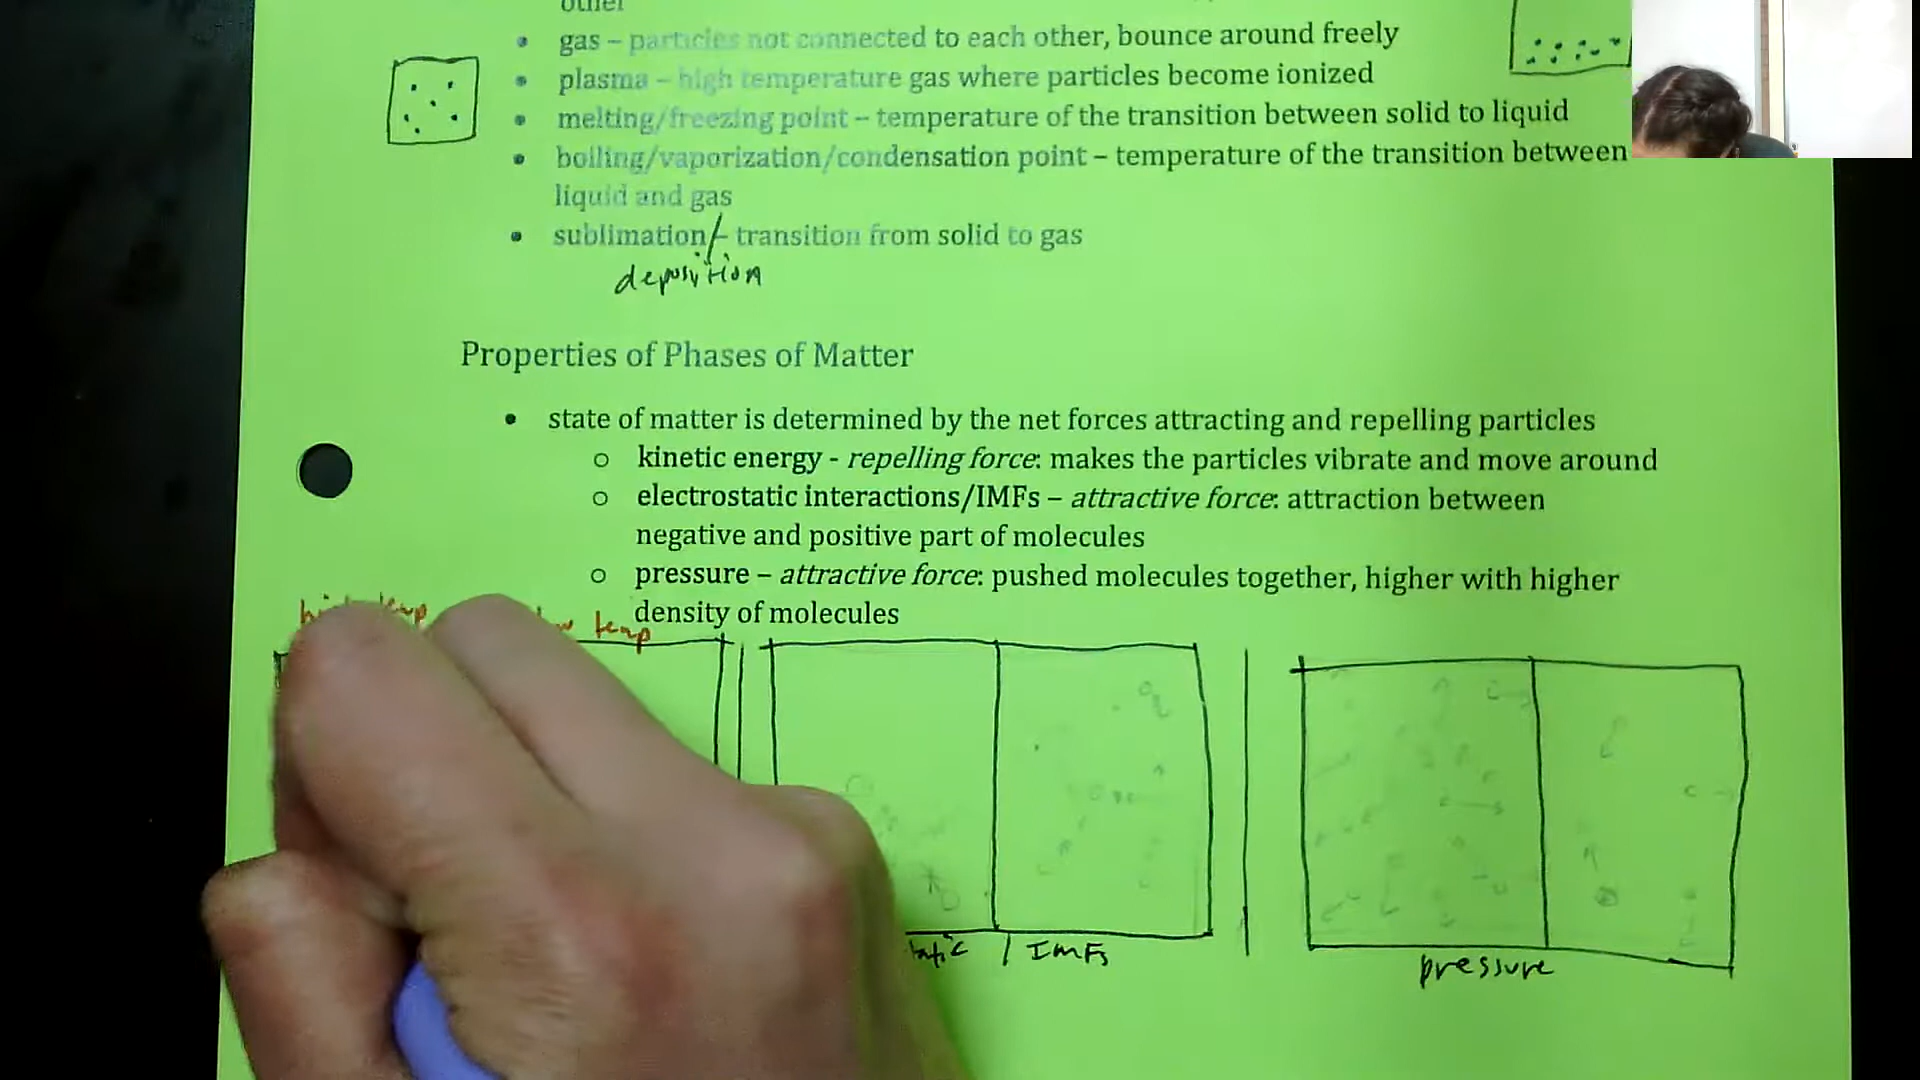 other
gas – particles not connected to each other, bounce around freely
plasma – high temperature gas where particles become ionized
melting/freezing point – temperature of the transition between solid to liquid
boiling/vaporization/condensation point – temperature of the transition between
liquid and gas
sublimation/– transition from solid to gas
deposition
Properties of Phases of Matter
state of matter is determined by the net forces attracting and repelling particles
kinetic energy - repelling force: makes the particles vibrate and move around
electrostatic interactions/IMFs – attractive force: attraction between
negative and positive part of molecules
pressure – attractive force: pushed molecules together, higher with higher
density of molecules
temp
/ IMFs
pressure